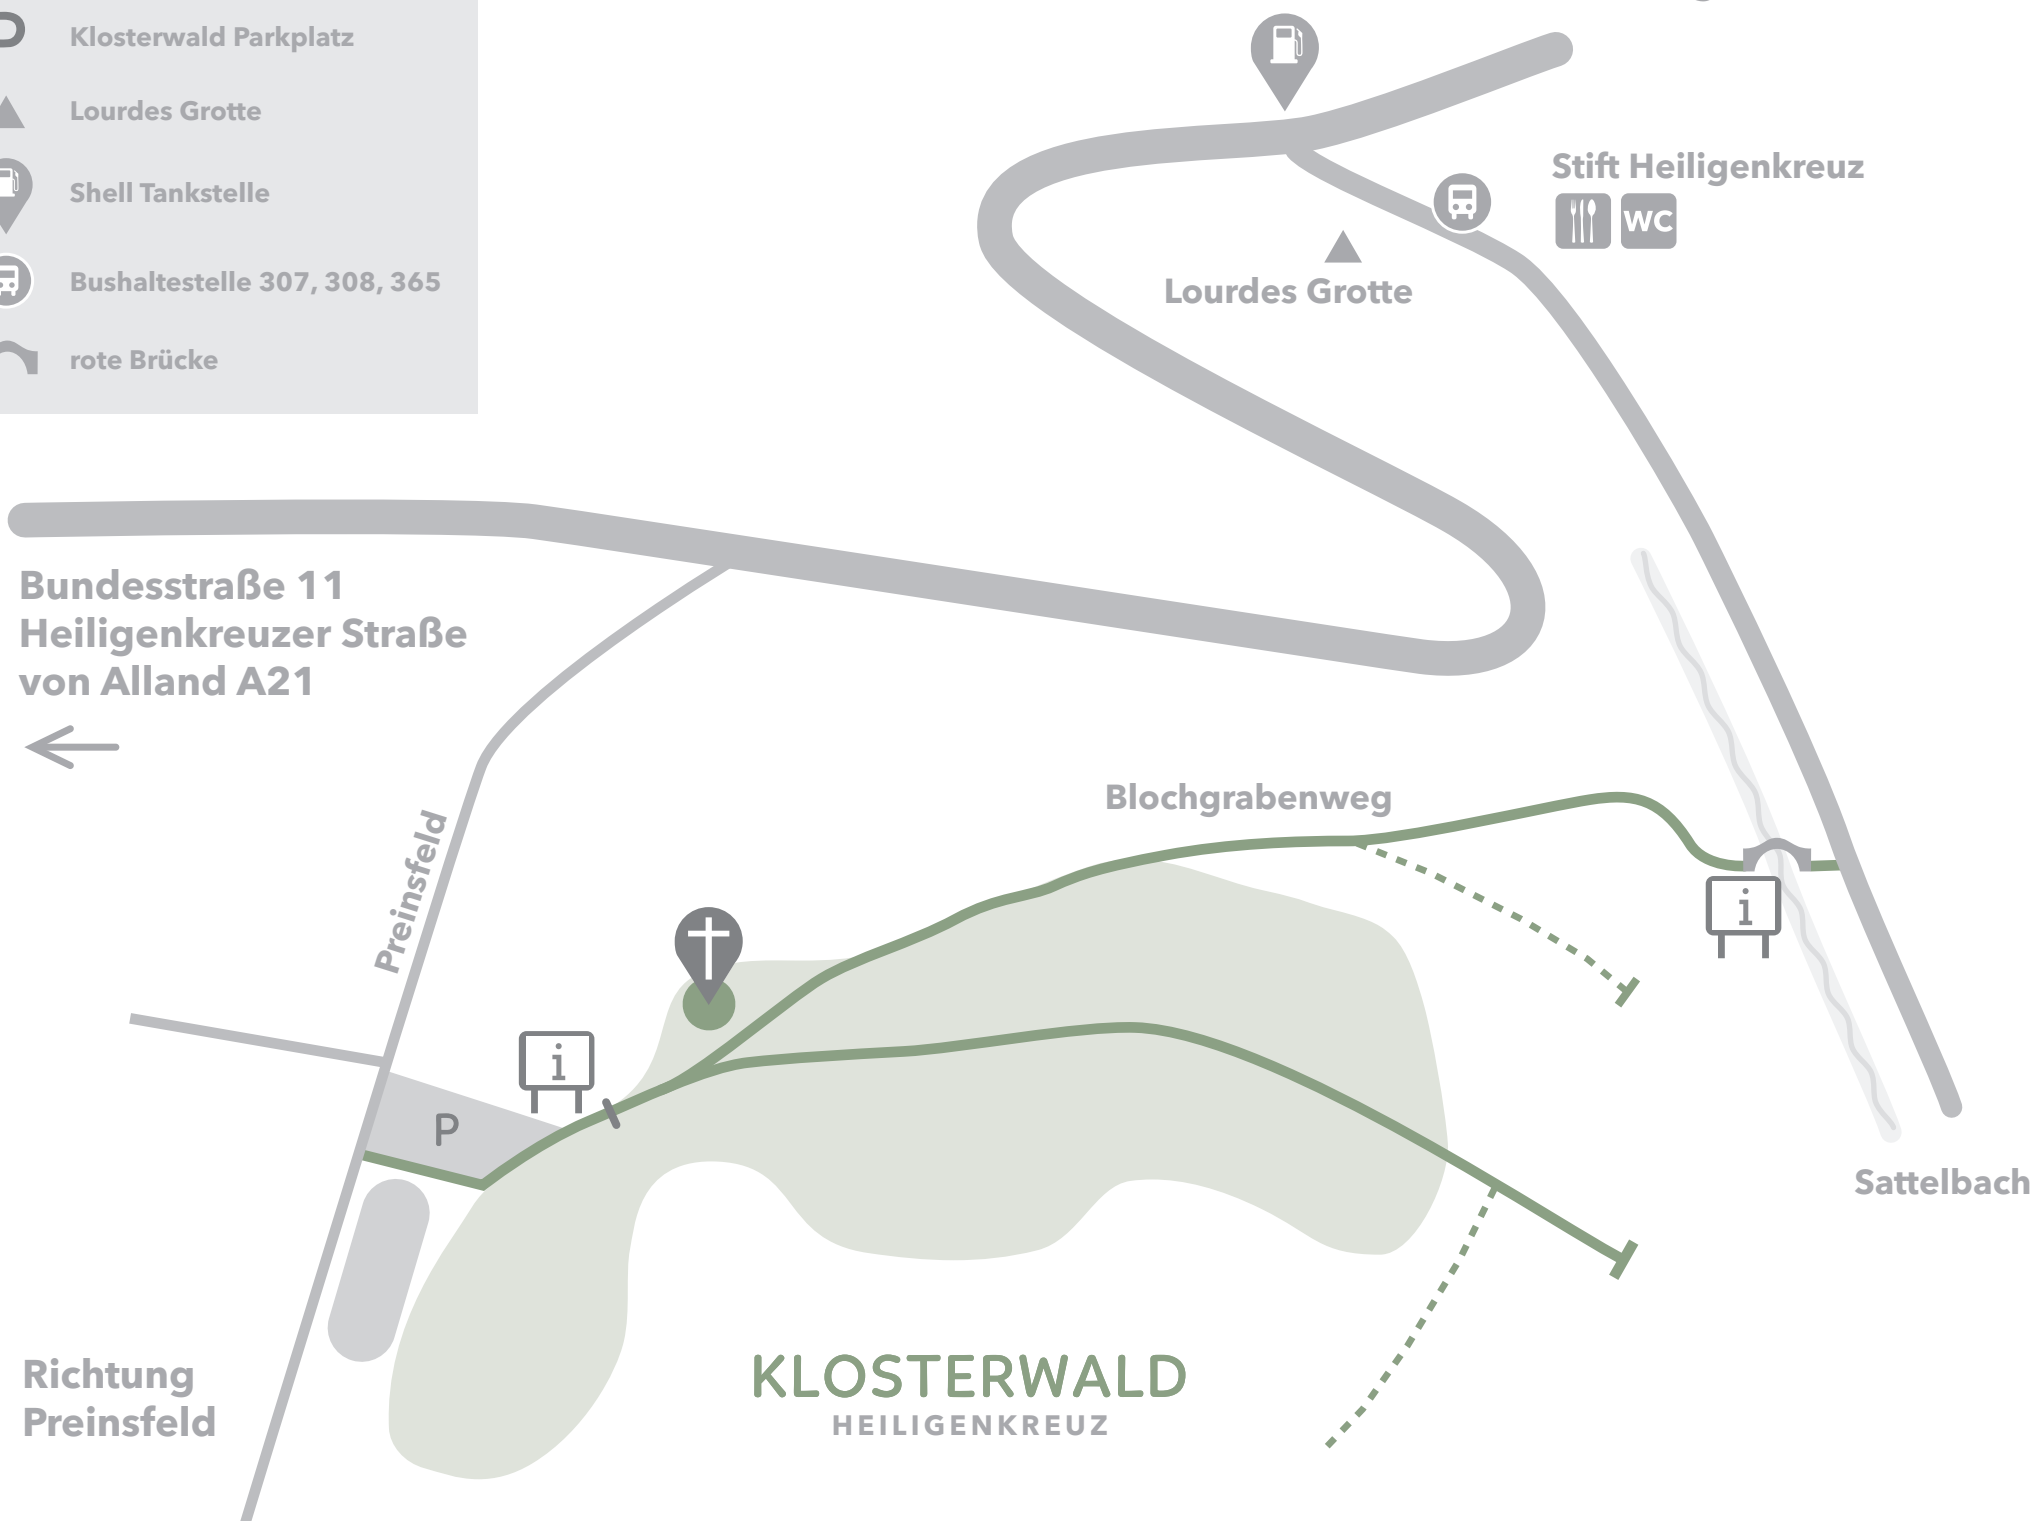 Klosterwald Parkplatz
Lourdes Grotte
Shell Tankstelle
Bushaltestelle 307, 308, 365
rote Brücke
Stift Heiligenkreuz
WC
Lourdes Grotte
Bundesstraße 11
Heiligenkreuzer Straße
von Alland A21
Blochgrabenweg
Preinsfeld
i
i
P
Sattelbach
Richtung
Preinsfeld
KLOSTERWALD
HEILIGENKREUZ